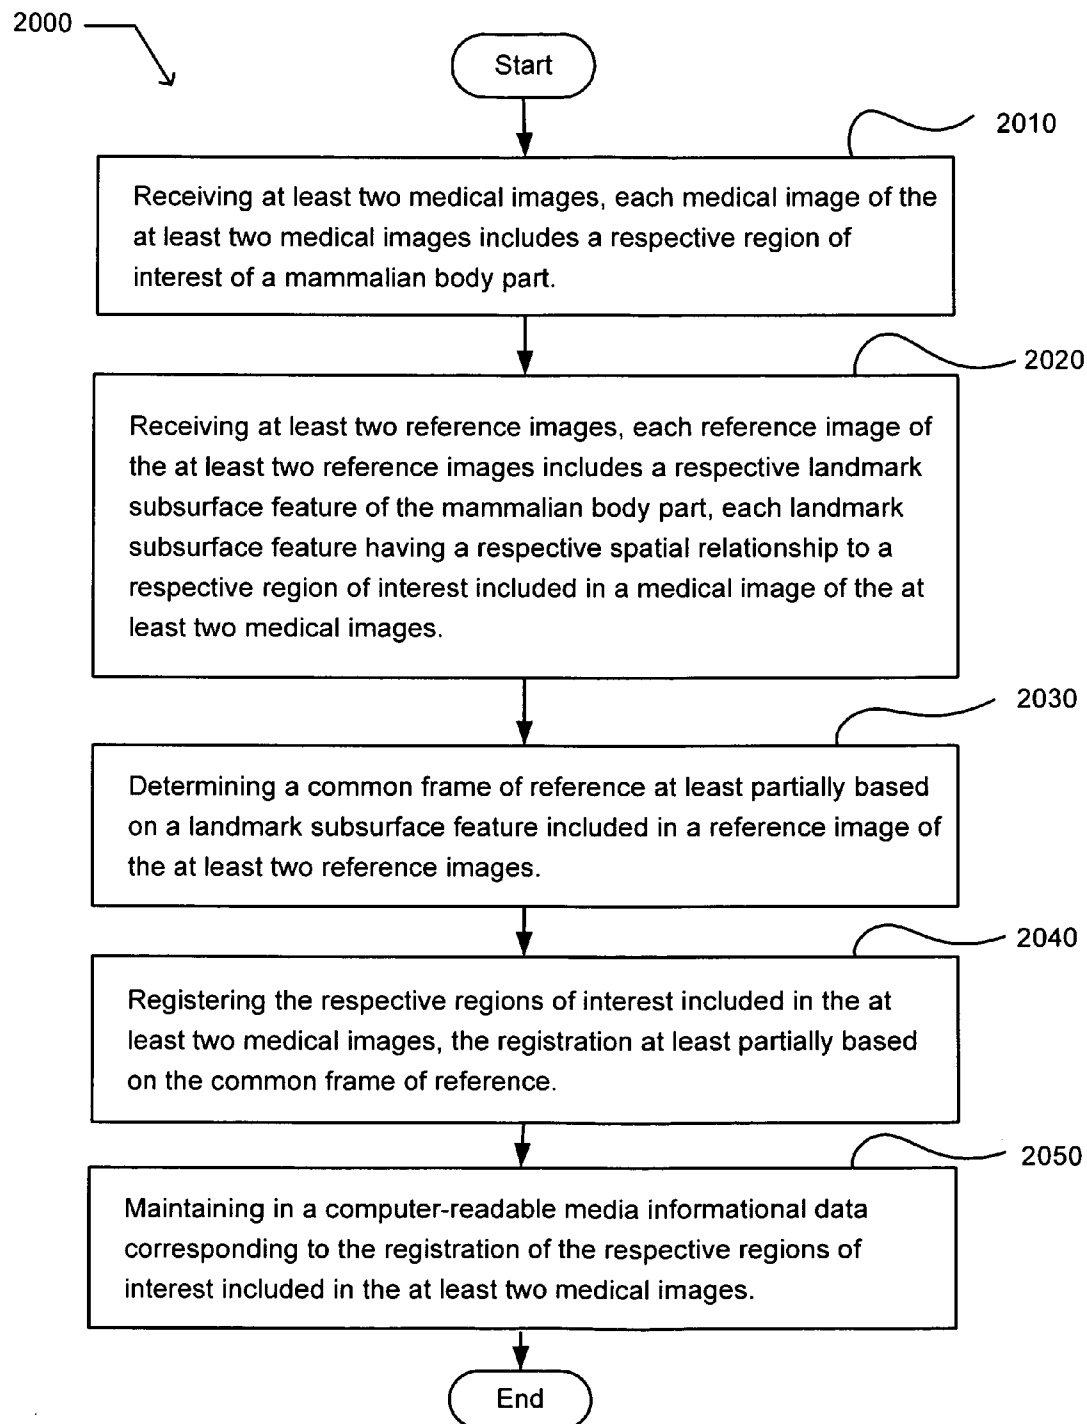 2000
Start
2010
Receiving at least two medical images, each medical image of the
at least two medical images includes a respective region of
interest of a mammalian body part.
2020
Receiving at least two reference images, each reference image of
the at least two reference images includes a respective landmark
subsurface feature of the mammalian body part, each landmark
subsurface feature having a respective spatial relationship to a
respective region of interest included in a medical image of the at
least two medical images.
2030
Determining a common frame of reference at least partially based
on a landmark subsurface feature included in a reference image of
the at least two reference images.
2040
Registering the respective regions of interest included in the at
least two medical images, the registration at least partially based
on the common frame of reference.
2050
Maintaining in a computer-readable media informational data
corresponding to the registration of the respective regions of
interest included in the at least two medical images.
End